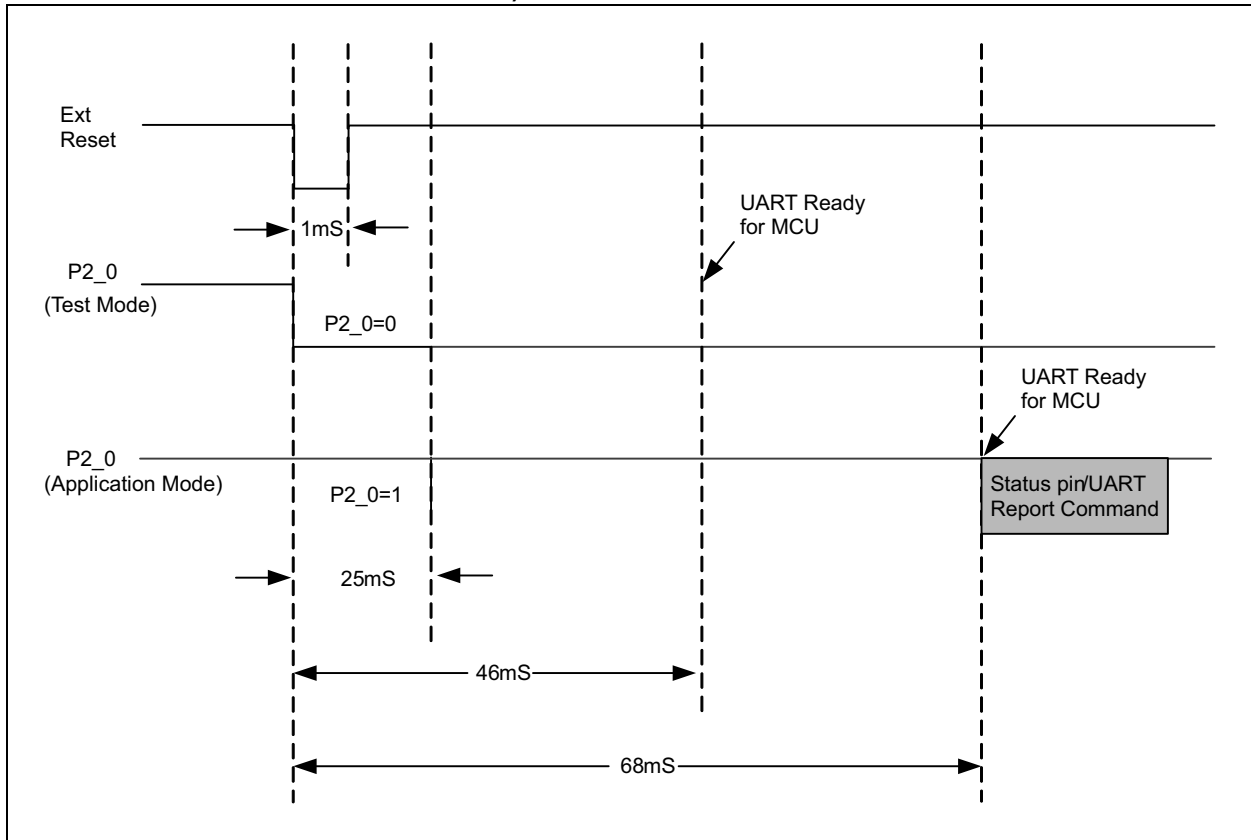 Ext
Reset
1mS
UART Ready
for MCU
P2_0
(Test Mode)
P2_0=0
UART Ready
for MCU
P2_0
(Application Mode)
P2_0=1
Status pin/UART
Report Command
25mS
46mS
68mS